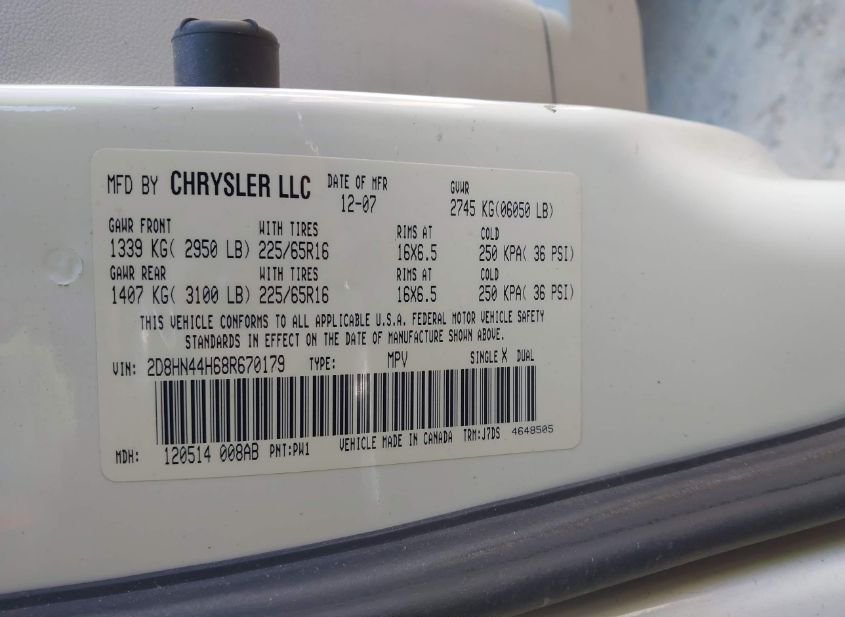 MFD BY CHRYSLER LLC DATE OF MFR GVWR
12-07 2745 KG(06050 LB)
GAWR FRONT WITH TIRES RIMS AT COLD
1339 KG( 2950 LB) 225/65R16 16X6.5 250 KPA( 36 PSI)
GAWR REAR WITH TIRES RIMS AT COLD
1407 KG( 3100 LB) 225/65R16 16X6.5 250 KPA( 36 PSI)
THIS VEHICLE CONFORMS TO ALL APPLICABLE U.S.A. FEDERAL MOTOR VEHICLE SAFETY
STANDARDS IN EFFECT ON THE DATE OF MANUFACTURE SHOWN ABOVE.
VIN: 2D8HN44H68R670179 TYPE: MPV SINGLE X DUAL
MDH: 120514 008AB PNT:PW1 VEHICLE MADE IN CANADA TRM:J7DS 4648505